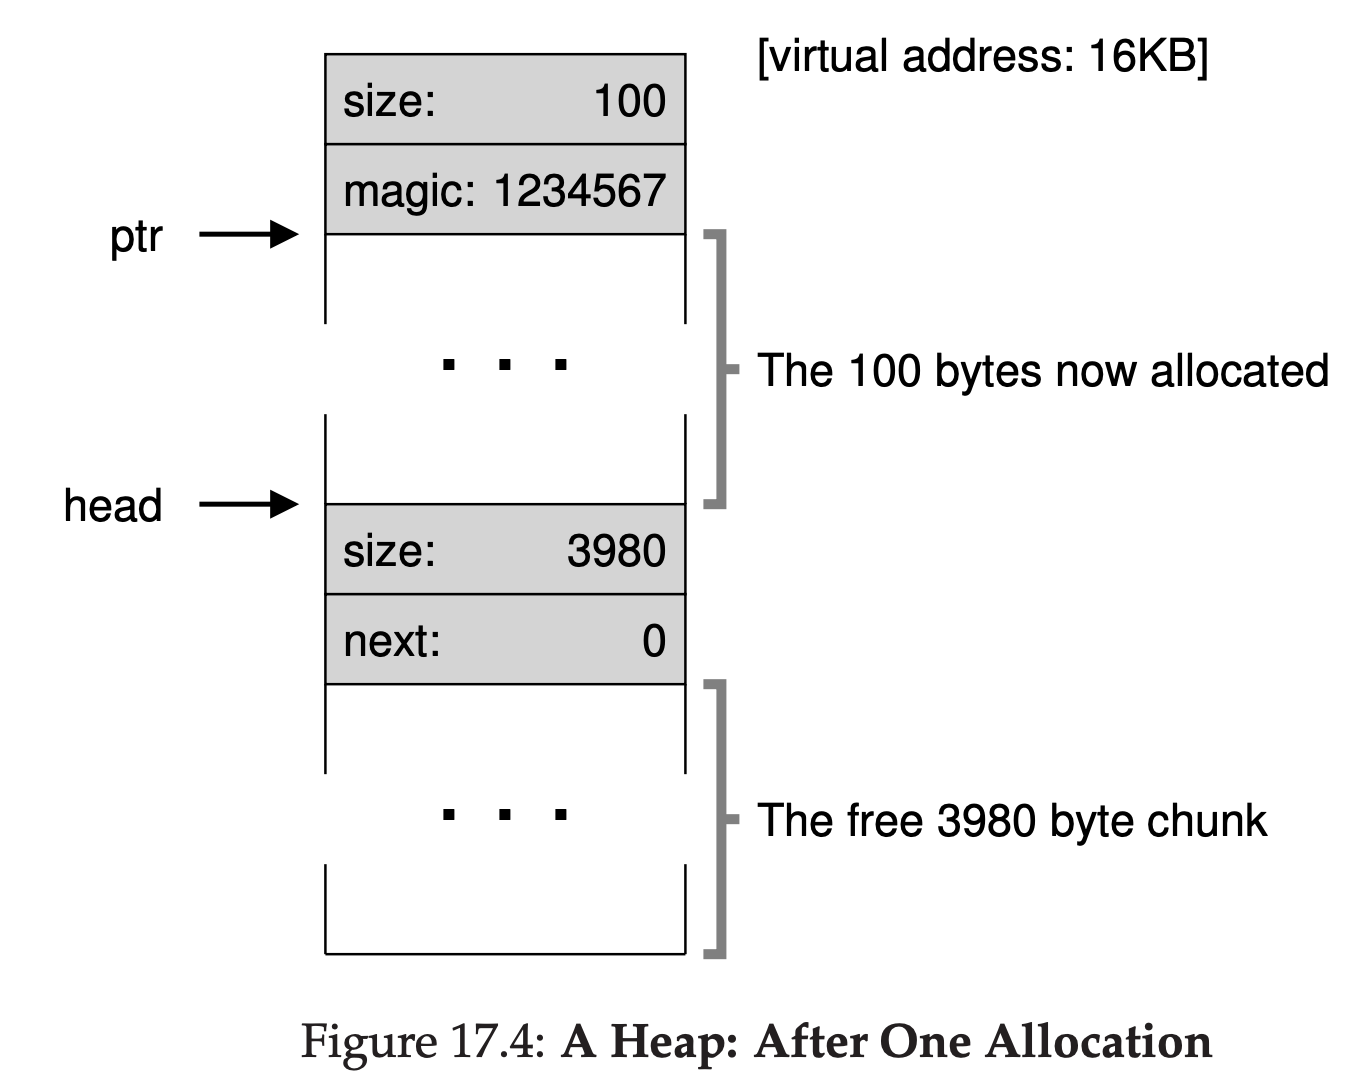 [virtual address: 16KB]
size: 100
magic: 1234567
ptr
The 100 bytes now allocated
head
size: 3980
next: 0
The free 3980 byte chunk
Figure 17.4: A Heap: After One Allocation